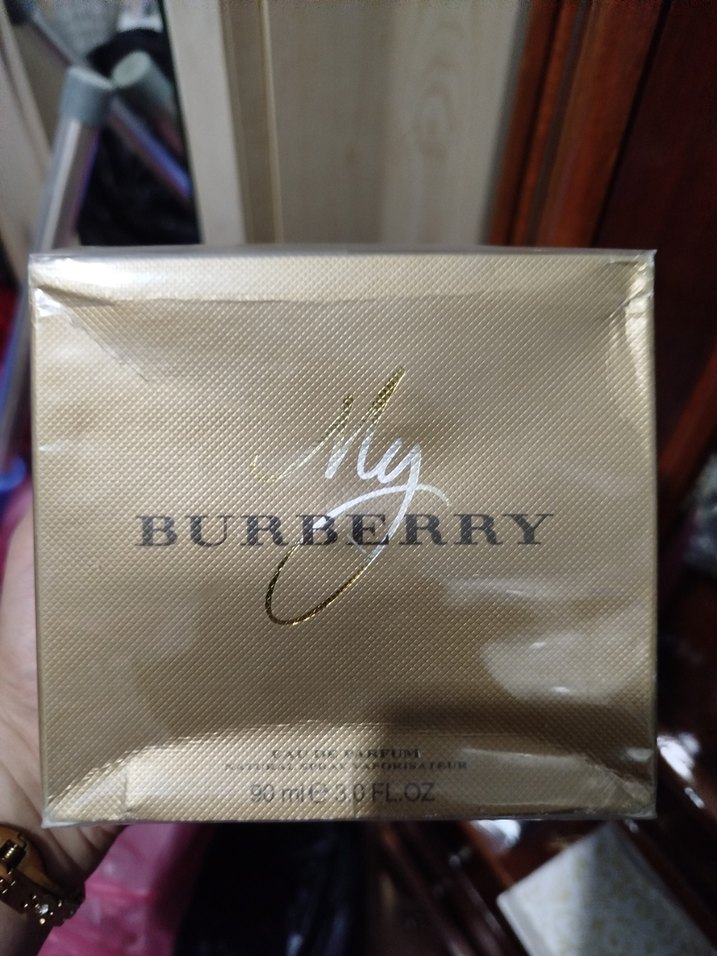 My
BURBERRY
EAU DE PARFUM
NATURAL SPRAY VAPORISATEUR
90 ml ℮ 3.0 FL.OZ